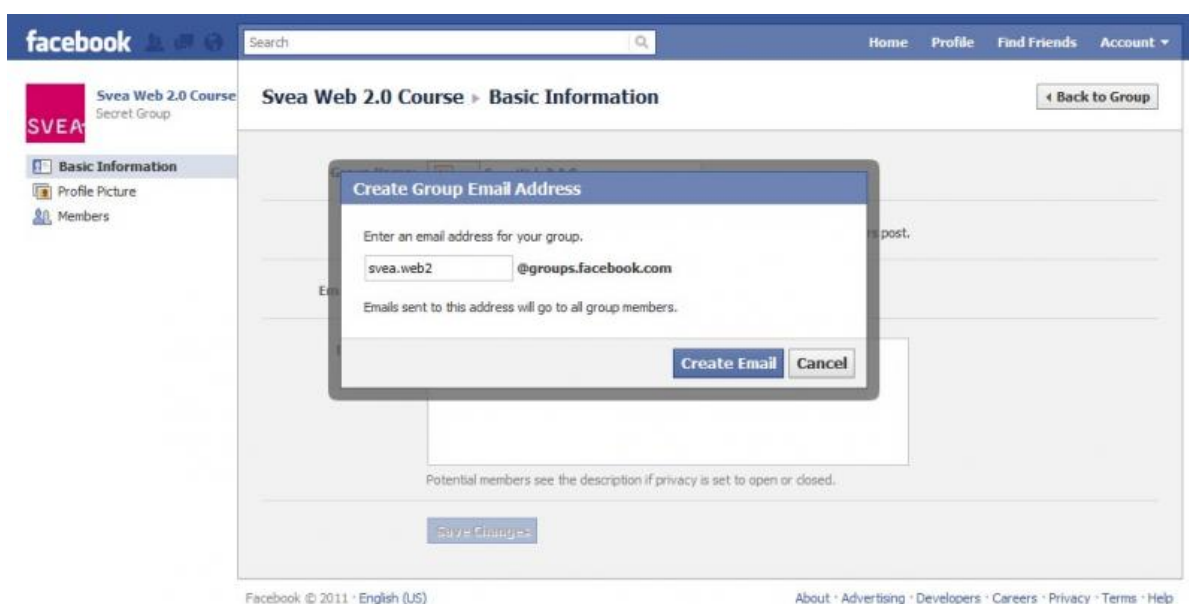 facebook
Search
Home Profile Find Friends Account
SVEA
Svea Web 2.0 Course
Secret Group
Basic Information
Profile Picture
Members
Svea Web 2.0 Course ▸ Basic Information
Back to Group
Create Group Email Address
Enter an email address for your group.
svea.web2 @groups.facebook.com
Emails sent to this address will go to all group members.
Create Email Cancel
post.
Potential members see the description if privacy is set to open or closed.
Save Changes
Facebook © 2011 · English (US)
About · Advertising · Developers · Careers · Privacy · Terms · Help